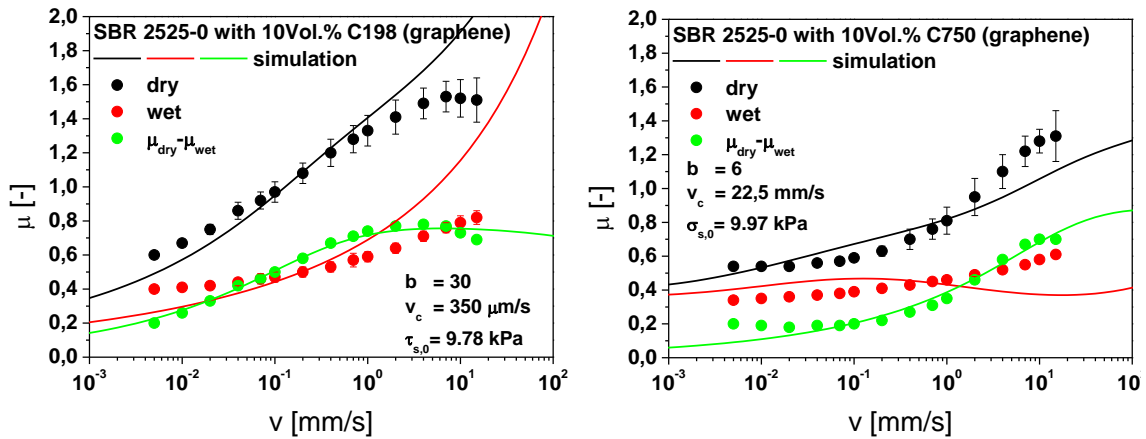 SBR 2525-0 with 10Vol.% C198 (graphene)
simulation
dry
wet
μdry-μwet
b = 30
vc = 350 μm/s
τs,0= 9.78 kPa
2,0
1,8
1,6
1,4
1,2
1,0
0,8
0,6
0,4
0,2
0,0
μ [-]
10-3 10-2 10-1 100 101 102
v [mm/s]
SBR 2525-0 with 10Vol.% C750 (graphene)
simulation
dry
wet
μdry-μwet
b = 6
vc = 22,5 mm/s
σs,0= 9.97 kPa
2,0
1,8
1,6
1,4
1,2
1,0
0,8
0,6
0,4
0,2
0,0
μ [-]
10-3 10-2 10-1 100 101 10
v [mm/s]